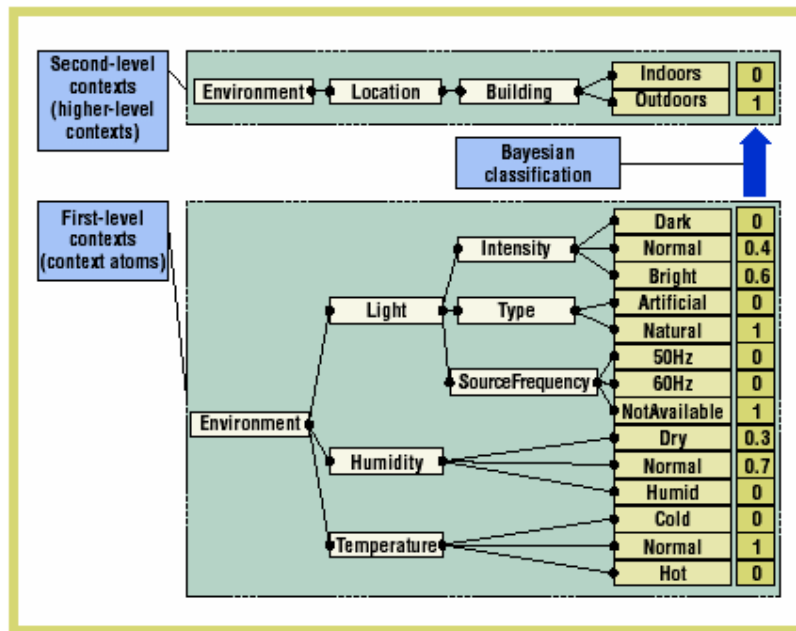 Second-level
contexts
(higher-level
contexts)
Environment Location Building
Indoors 0
Outdoors 1
Bayesian
classification
First-level
contexts
(context atoms)
Dark 0
Intensity Normal 0.4
Bright 0.6
Light Type Artificial 0
Natural 1
50Hz 0
SourceFrequency 60Hz 0
NotAvailable 1
Environment
Dry 0.3
Humidity Normal 0.7
Humid 0
Cold 0
Temperature Normal 1
Hot 0